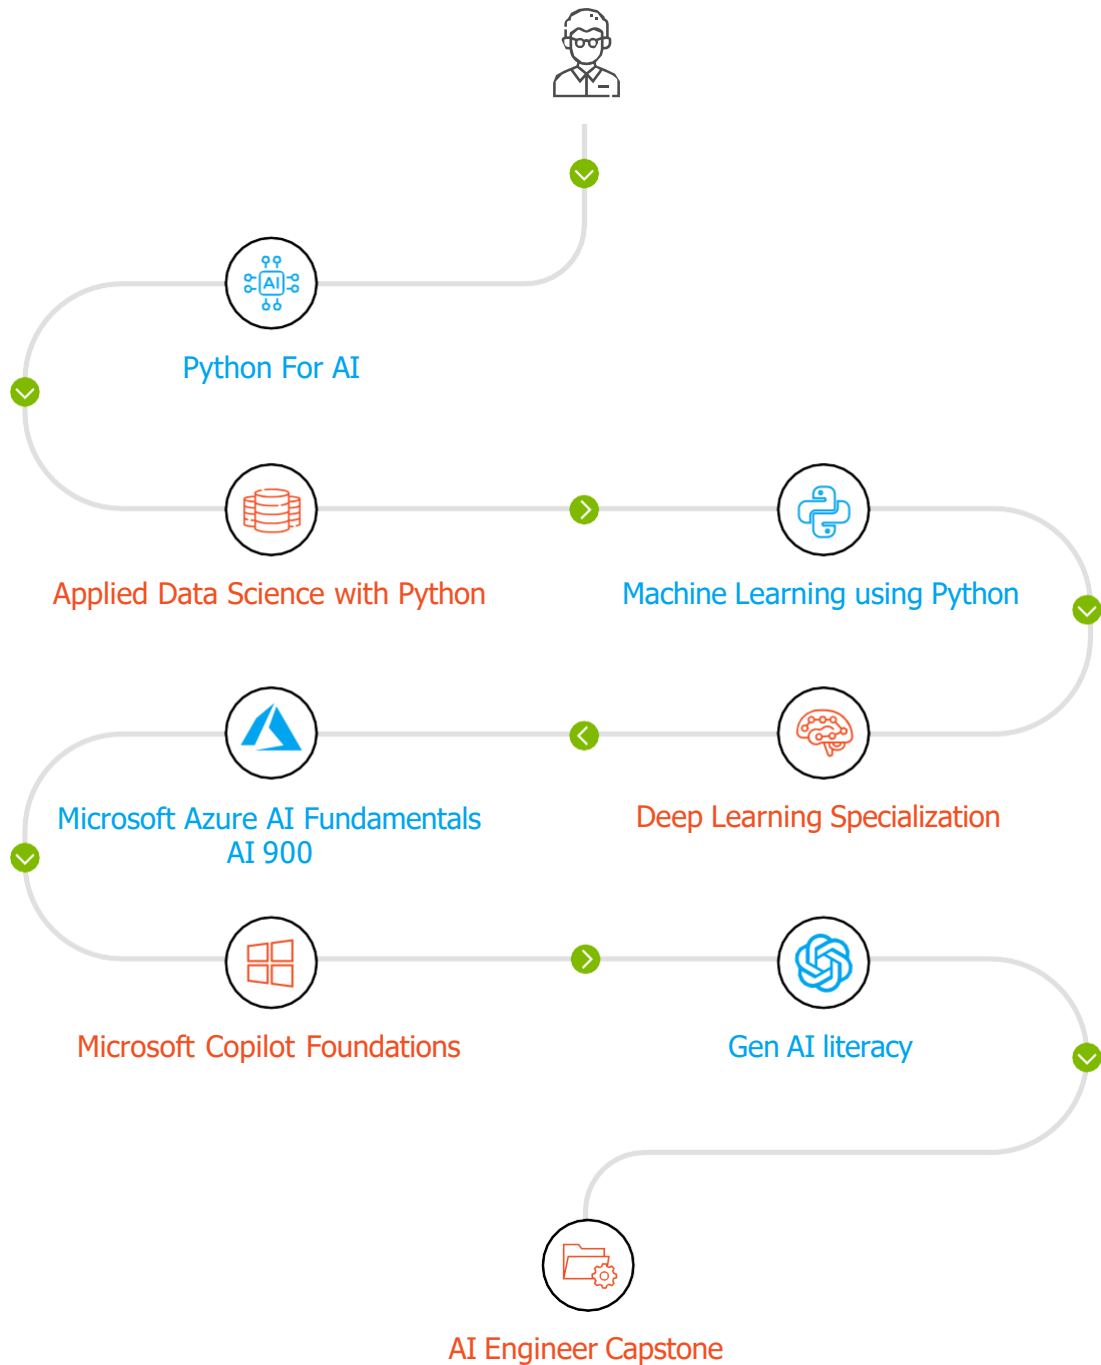 AI
Python For AI
Applied Data Science with Python
Machine Learning using Python
Deep Learning Specialization
Microsoft Azure AI Fundamentals
AI 900
Microsoft Copilot Foundations
Gen AI literacy
AI Engineer Capstone